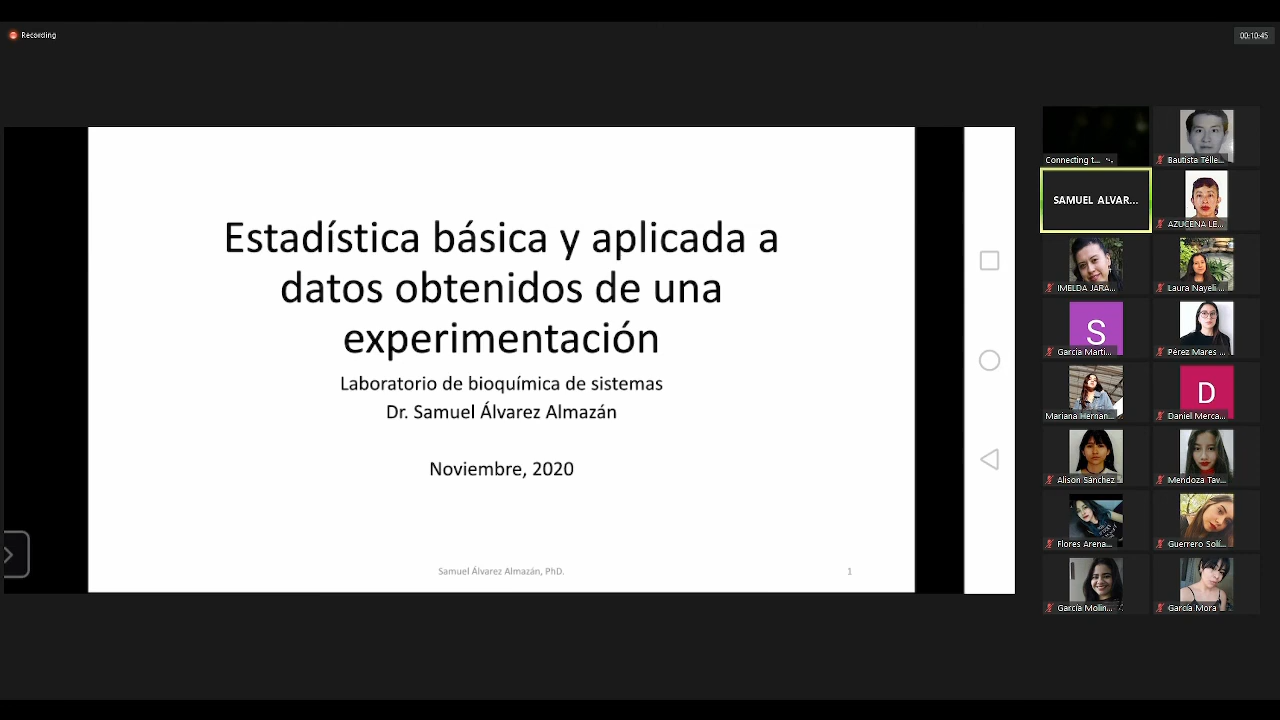 Recording
00:10:45
Estadística básica y aplicada a
datos obtenidos de una
experimentación
Laboratorio de bioquímica de sistemas
Dr. Samuel Álvarez Almazán
Noviembre, 2020
Samuel Álvarez Almazán, PhD.
1
Connecting t...
Bautista Télle...
SAMUEL ALVAR...
AZUCENA LE...
IMELDA JARA...
Laura Nayeli ...
S
García Martí...
Pérez Mares ...
Mariana Hernan...
D
Daniel Merca...
Alison Sánchez
Mendoza Tav...
Flores Arena...
Guerrero Solí...
García Molin...
García Mora